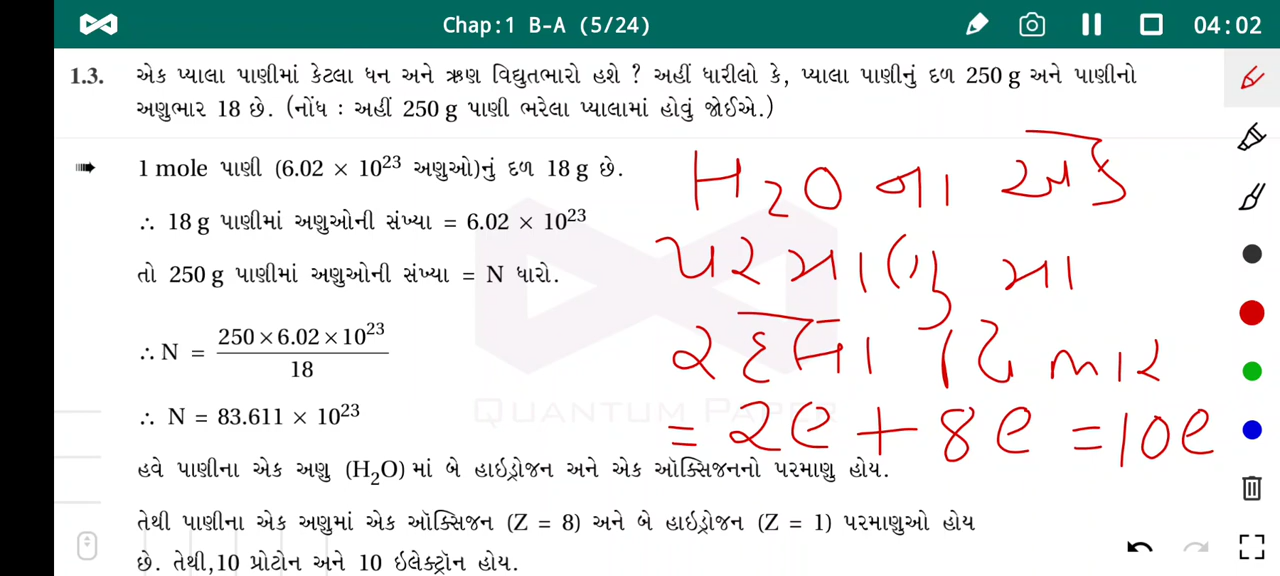 Chap:1 B-A (5/24)
04:02
1.3. એક પ્યાલા પાણીમાં કેટલા ધન અને ઋણ વિદ્યુતભારો હશે ? અહીં ધારીલો કે, પ્યાલા પાણીનું દળ 250 g અને પાણીનો
અણુભાર 18 છે. (નોંધ : અહીં 250 g પાણી ભરેલા પ્યાલામાં હોવું જોઈએ.)
➠ 1 mole પાણી (6.02 × 10²³ અણુઓ)નું દળ 18 g છે.
∴ 18 g પાણીમાં અણુઓની સંખ્યા = 6.02 × 10²³
તો 250 g પાણીમાં અણુઓની સંખ્યા = N ધારો.
∴ N = 250 × 6.02 × 10²³ / 18
∴ N = 83.611 × 10²³
હવે પાણીના એક અણુ (H₂O) માં બે હાઇડ્રોજન અને એક ઑક્સિજનનો પરમાણુ હોય.
તેથી પાણીના એક અણુમાં એક ઑક્સિજન (Z = 8) અને બે હાઇડ્રોજન (Z = 1) પરમાણુઓ હોય
છે. તેથી,10 પ્રોટોન અને 10 ઇલેક્ટ્રૉન હોય.
H₂O ના એક
પરમાણુ મા
રહેલા
= 2e + 8e = 10e
QUANTUM PAPER